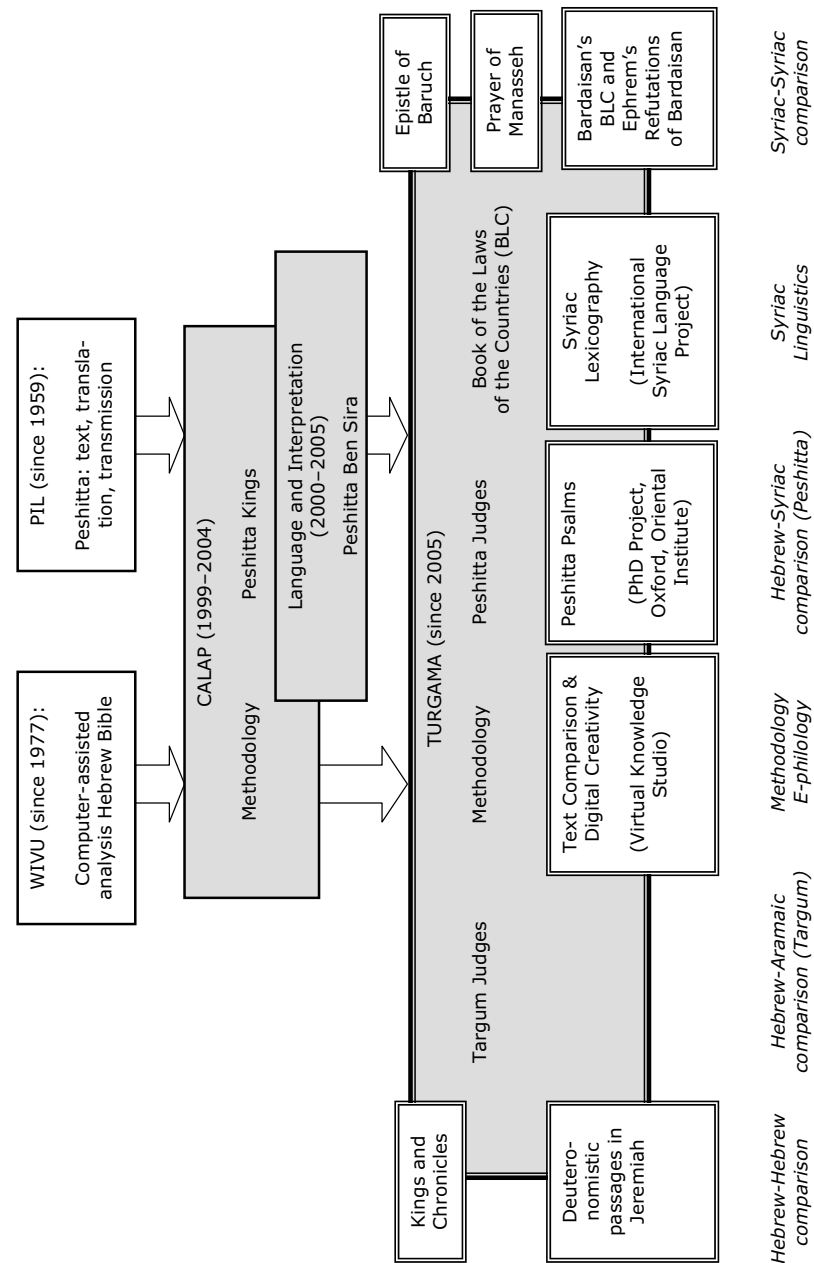 WIVU (since 1977):
Computer-assisted
analysis Hebrew Bible
PIL (since 1959):
Peshitta: text, transla-
tion, transmission
CALAP (1999–2004)
Methodology
Peshitta Kings
Language and Interpretation
(2000–2005)
Peshitta Ben Sira
TURGAMA (since 2005)
Kings and
Chronicles
Targum Judges
Methodology
Peshitta Judges
Book of the Laws
of the Countries (BLC)
Epistle of
Baruch
Prayer of
Manasseh
Deutero-
nomistic
passages in
Jeremiah
Text Comparison &
Digital Creativity
(Virtual Knowledge
Studio)
Peshitta Psalms
(PhD Project,
Oxford, Oriental
Institute)
Syriac
Lexicography
(International
Syriac Language
Project)
Bardaisan’s
BLC and
Ephrem’s
Refutations
of Bardaisan
Hebrew-Hebrew
comparison
Hebrew-Aramaic
comparison (Targum)
Methodology
E-philology
Hebrew-Syriac
comparison (Peshitta)
Syriac
Linguistics
Syriac-Syriac
comparison